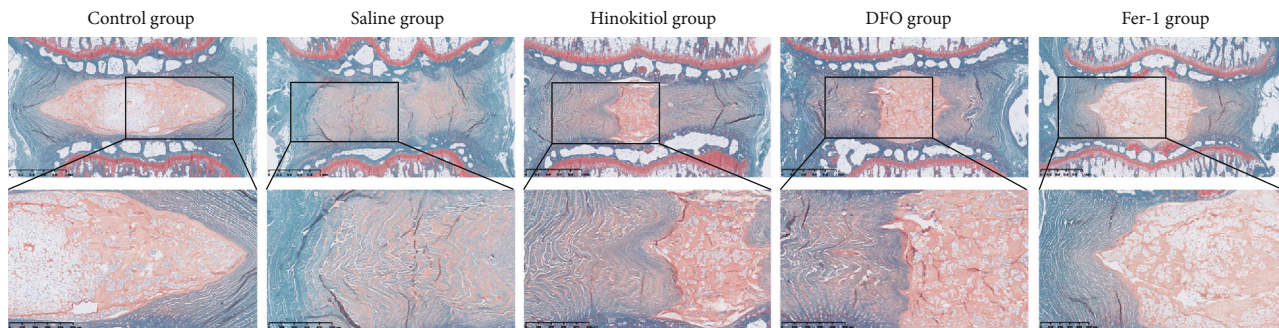 Control group
Saline group
Hinokitiol group
DFO group
Fer-1 group